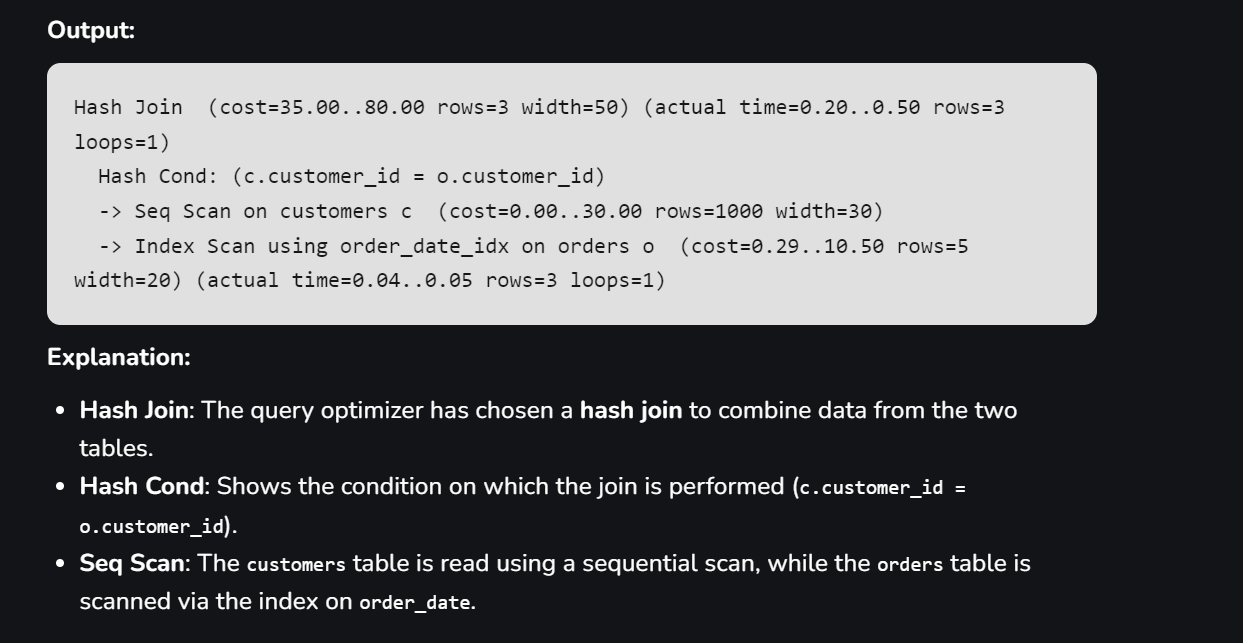 Output:
Hash Join  (cost=35.00..80.00 rows=3 width=50) (actual time=0.20..0.50 rows=3
loops=1)
  Hash Cond: (c.customer_id = o.customer_id)
  -> Seq Scan on customers c  (cost=0.00..30.00 rows=1000 width=30)
  -> Index Scan using order_date_idx on orders o  (cost=0.29..10.50 rows=5
width=20) (actual time=0.04..0.05 rows=3 loops=1)
Explanation:
• Hash Join: The query optimizer has chosen a hash join to combine data from the two
tables.
• Hash Cond: Shows the condition on which the join is performed (c.customer_id =
o.customer_id).
• Seq Scan: The customers table is read using a sequential scan, while the orders table is
scanned via the index on order_date.